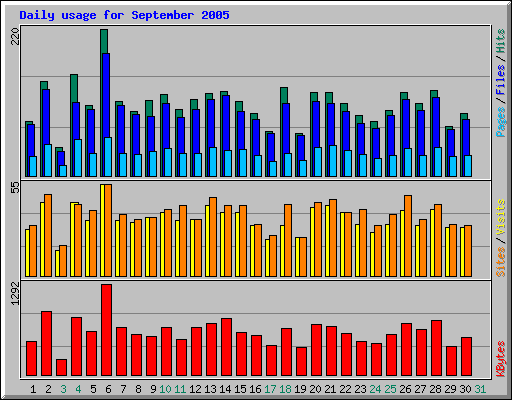 Daily usage for September 2005
220
Pages / Files / Hits
55
Sites / Visits
1292
KBytes
1 2 3 4 5 6 7 8 9 10 11 12 13 14 15 16 17 18 19 20 21 22 23 24 25 26 27 28 29 30 31